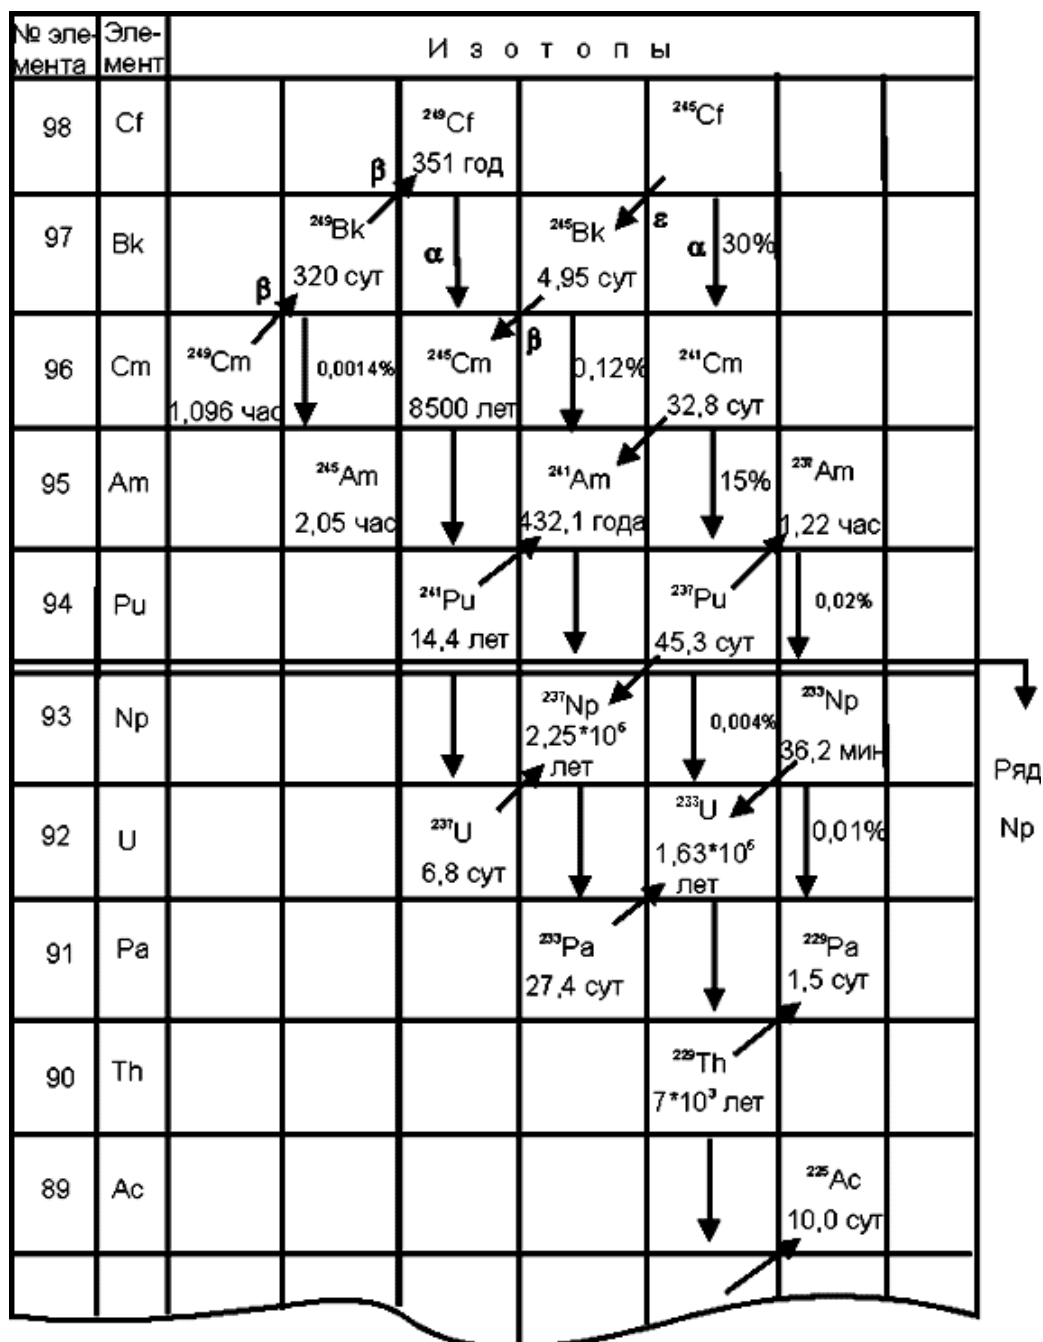 № эле- Эле-
мента мент
Изотопы
98 Cf ²⁴⁹Cf ²⁴⁵Cf
351 год
β
97 Bk ²⁴⁹Bk ²⁴⁵Bk ε
α α 30%
320 сут 4,95 сут
β
β
96 Cm ²⁴⁹Cm 0,0014% ²⁴⁵Cm 0,12% ²⁴¹Cm
1,096 час 8500 лет 32,8 сут
95 Am ²⁴⁵Am ²⁴¹Am 15% ²³⁷Am
2,05 час 432,1 года 1,22 час
94 Pu ²⁴¹Pu ²³⁷Pu 0,02%
14,4 лет 45,3 сут
93 Np ²³⁷Np 0,004% ²³³Np
2,25*10⁶ 36,2 мин
лет
Ряд
Np
92 U ²³⁷U ²³³U 0,01%
6,8 сут 1,63*10⁵
лет
91 Pa ²³³Pa ²²⁹Pa
27,4 сут 1,5 сут
90 Th ²²⁹Th
7*10³ лет
89 Ac ²²⁵Ac
10,0 сут